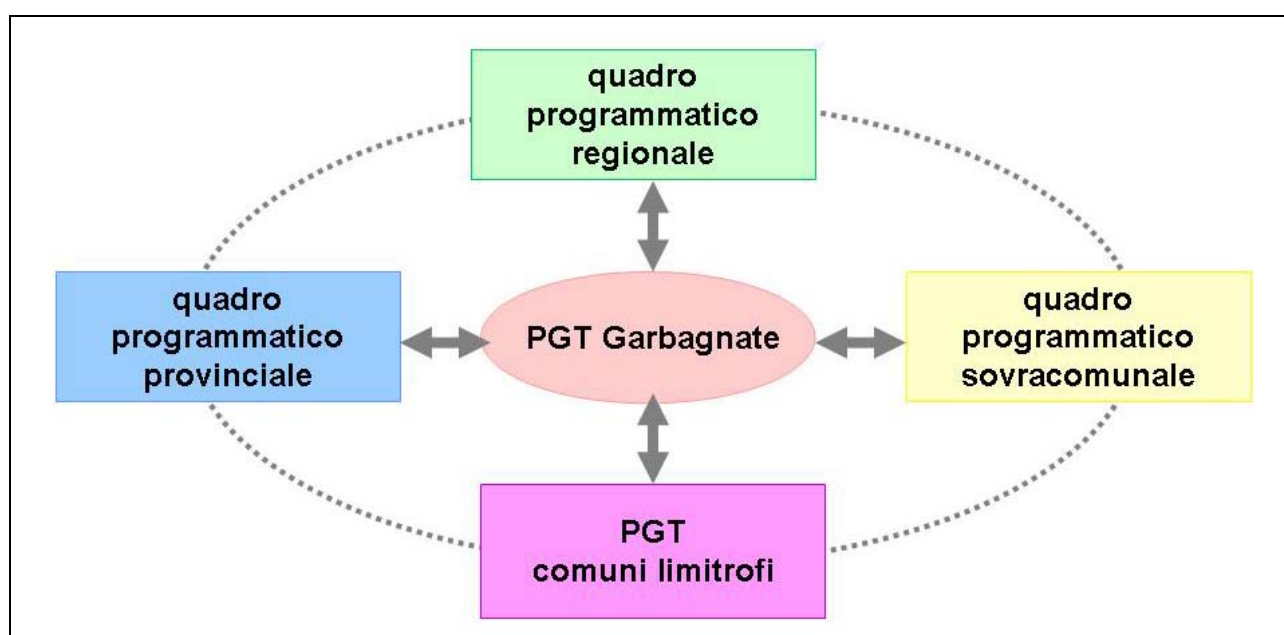 quadro
programmatico
regionale
quadro
programmatico
provinciale
PGT Garbagnate
quadro
programmatico
sovracomunale
PGT
comuni limitrofi